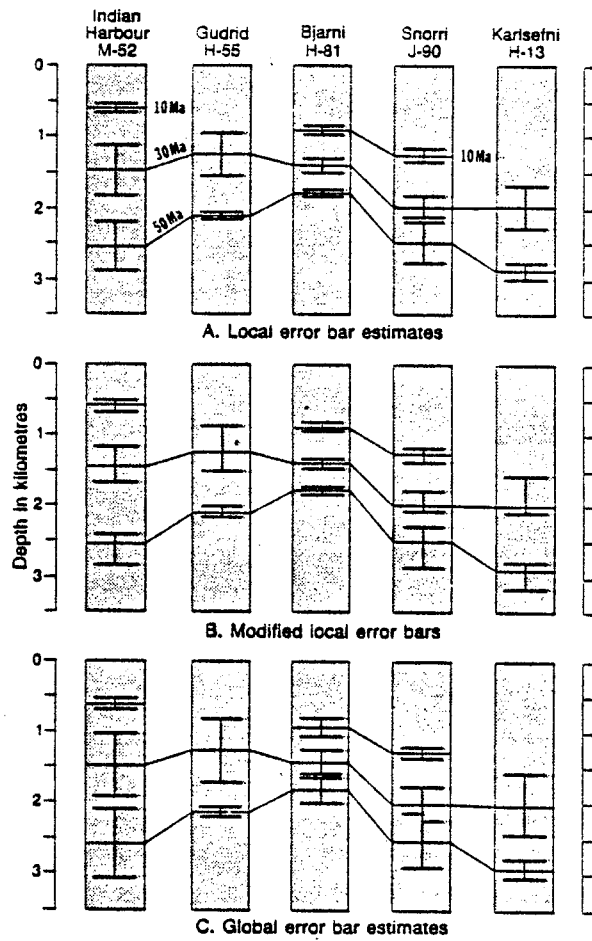 Indian Harbour M-52
Gudrid H-55
Bjarni H-81
Snorri J-90
Karlsefni H-13
0
1
2
3
10Ma
30Ma
50Ma
10Ma
A. Local error bar estimates
Depth in kilometres
0
1
2
3
B. Modified local error bars
0
1
2
3
C. Global error bar estimates